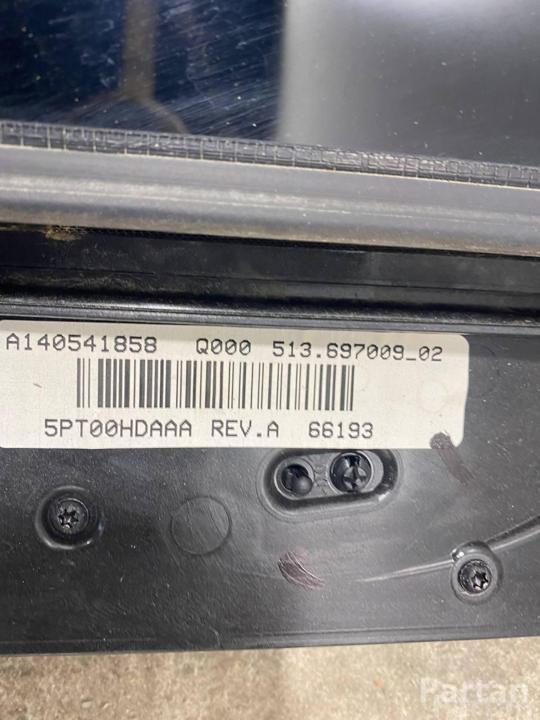 A140541858 Q000 513.697009_02
5PT00HDAAA REV.A 66193
Partan